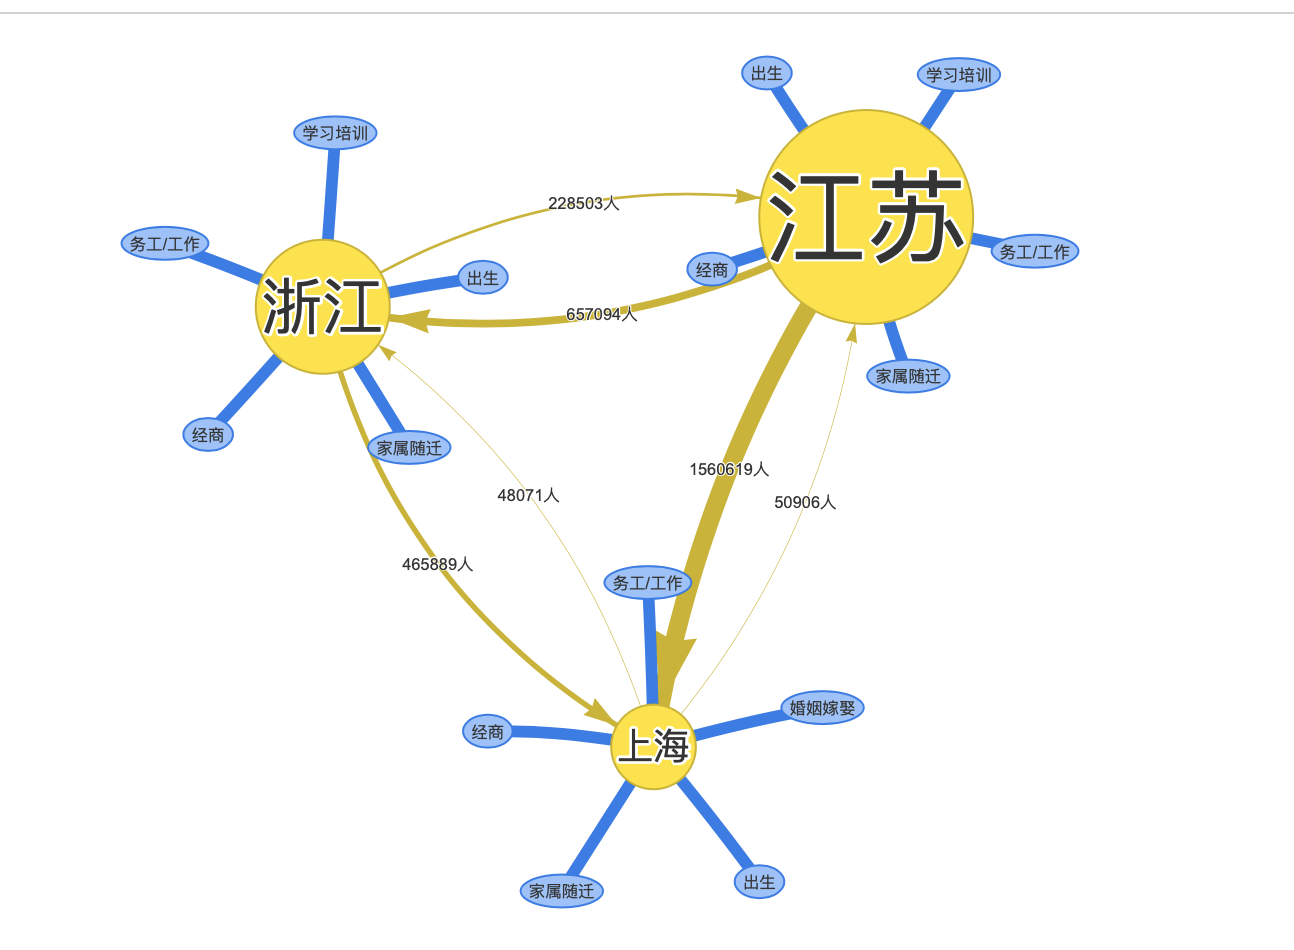 出生
学习培训
学习培训
江苏
228503人
务工/工作
务工/工作
经商
出生
浙江
657094人
家属随迁
经商
家属随迁
1560619人
48071人
50906人
465889人
务工/工作
婚姻嫁娶
经商
上海
家属随迁
出生